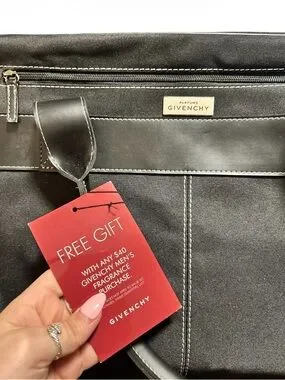 PARFUMS
GIVENCHY
FREE GIFT
WITH ANY $40
GIVENCHY MEN'S
FRAGRANCE
PURCHASE.
GIVENCHY